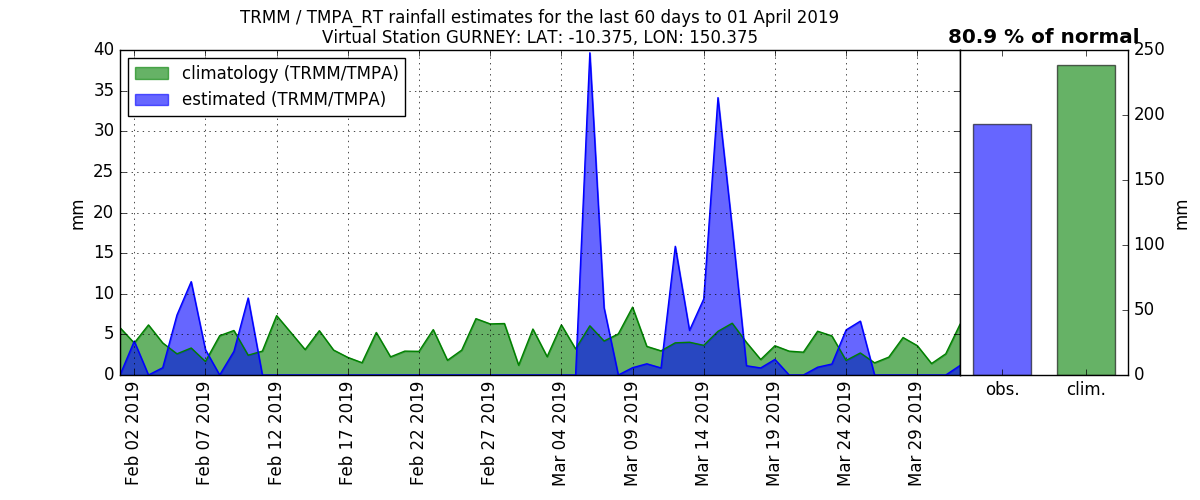 TRMM / TMPA_RT rainfall estimates for the last 60 days to 01 April 2019
Virtual Station GURNEY: LAT: -10.375, LON: 150.375
80.9 % of normal
climatology (TRMM/TMPA)
estimated (TRMM/TMPA)
mm
40
35
30
25
20
15
10
5
0
Feb 02 2019
Feb 07 2019
Feb 12 2019
Feb 17 2019
Feb 22 2019
Feb 27 2019
Mar 04 2019
Mar 09 2019
Mar 14 2019
Mar 19 2019
Mar 24 2019
Mar 29 2019
obs.
clim.
250
200
150
100
50
0
mm